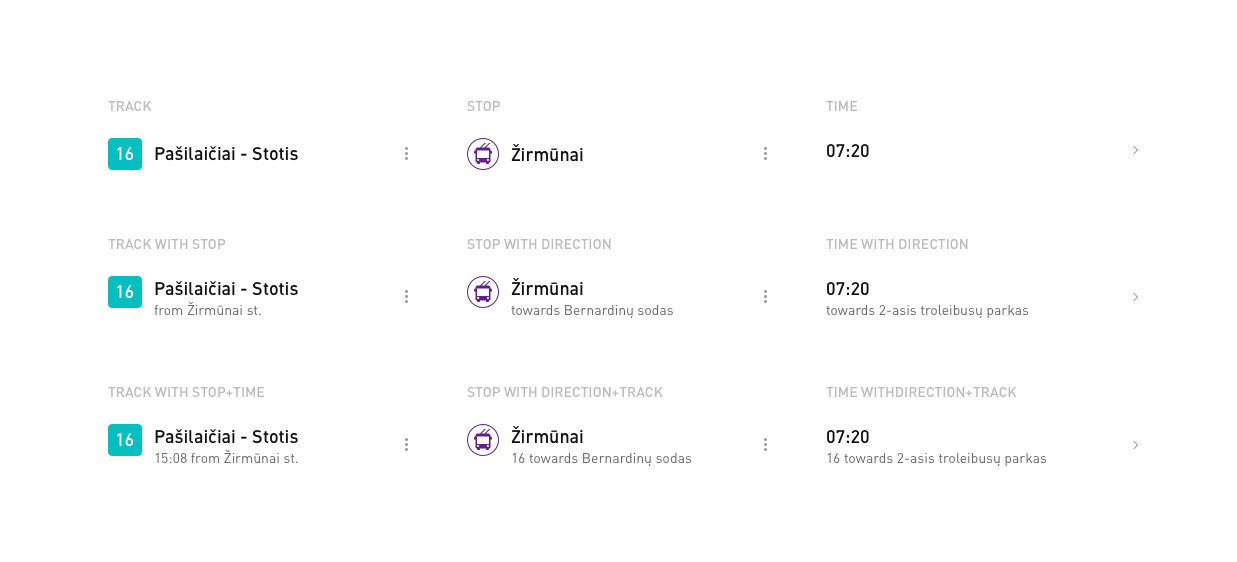 TRACK
STOP
TIME
16 Pašilaičiai - Stotis
Žirmūnai
07:20
TRACK WITH STOP
STOP WITH DIRECTION
TIME WITH DIRECTION
16 Pašilaičiai - Stotis
from Žirmūnai st.
Žirmūnai
towards Bernardinų sodas
07:20
towards 2-asis troleibusų parkas
TRACK WITH STOP+TIME
STOP WITH DIRECTION+TRACK
TIME WITHDIRECTION+TRACK
16 Pašilaičiai - Stotis
15:08 from Žirmūnai st.
Žirmūnai
16 towards Bernardinų sodas
07:20
16 towards 2-asis troleibusų parkas